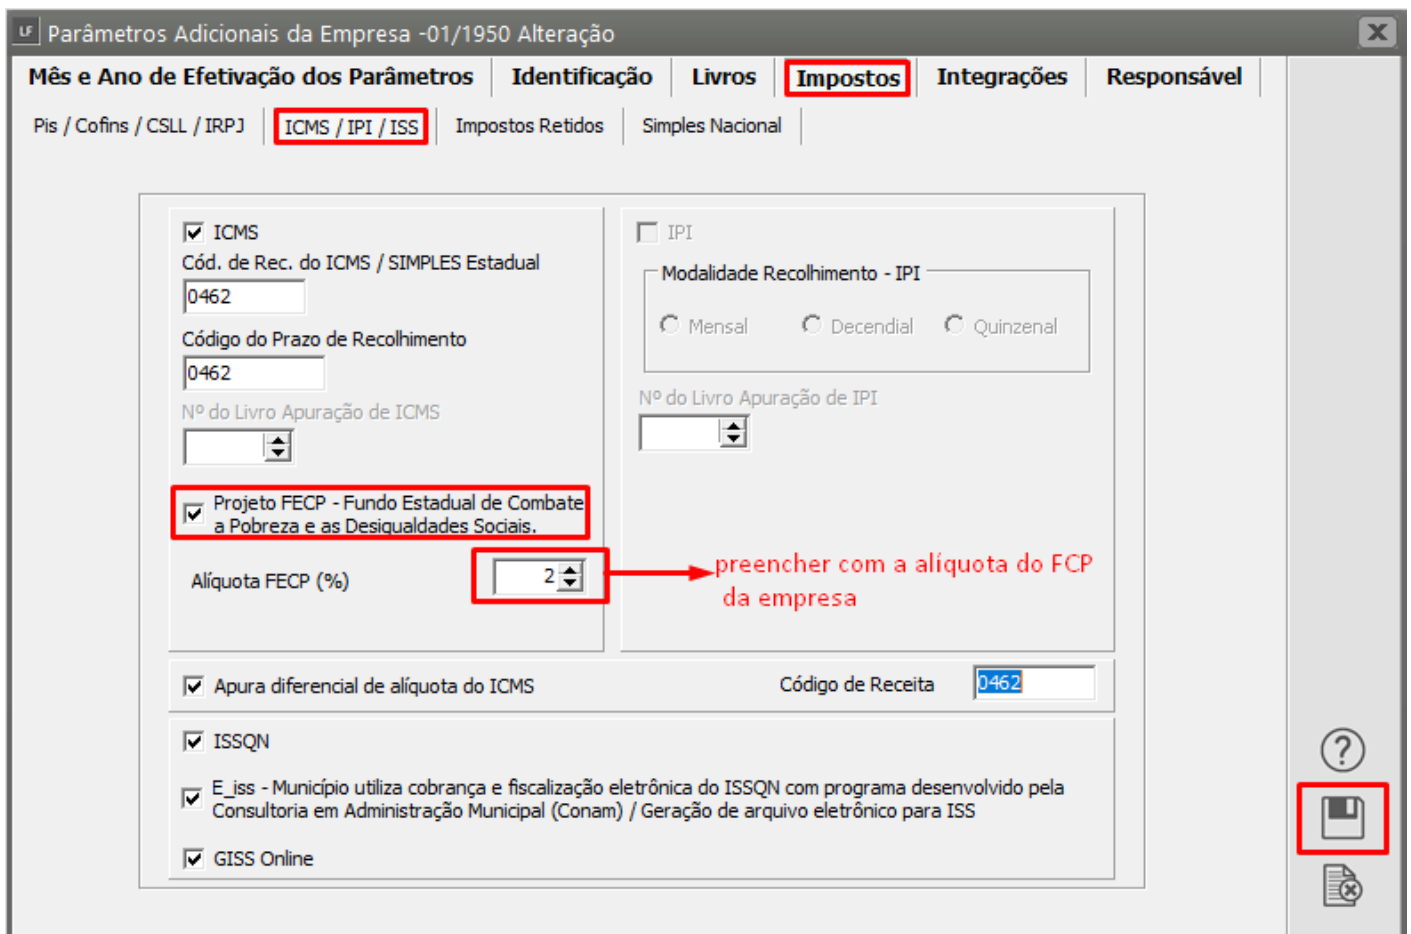 LF Parâmetros Adicionais da Empresa -01/1950 Alteração
Mês e Ano de Efetivação dos Parâmetros Identificação Livros Impostos Integrações Responsável
Pis / Cofins / CSLL / IRPJ ICMS / IPI / ISS Impostos Retidos Simples Nacional
ICMS
Cód. de Rec. do ICMS / SIMPLES Estadual
0462
Código do Prazo de Recolhimento
0462
Nº do Livro Apuração de ICMS
Projeto FECP - Fundo Estadual de Combate
a Pobreza e as Desigualdades Sociais.
Alíquota FECP (%) 2
IPI
Modalidade Recolhimento - IPI
Mensal Decendial Quinzenal
Nº do Livro Apuração de IPI
preencher com a alíquota do FCP
da empresa
Apura diferencial de alíquota do ICMS Código de Receita 0462
ISSQN
E_iss - Município utiliza cobrança e fiscalização eletrônica do ISSQN com programa desenvolvido pela
Consultoria em Administração Municipal (Conam) / Geração de arquivo eletrônico para ISS
GISS Online